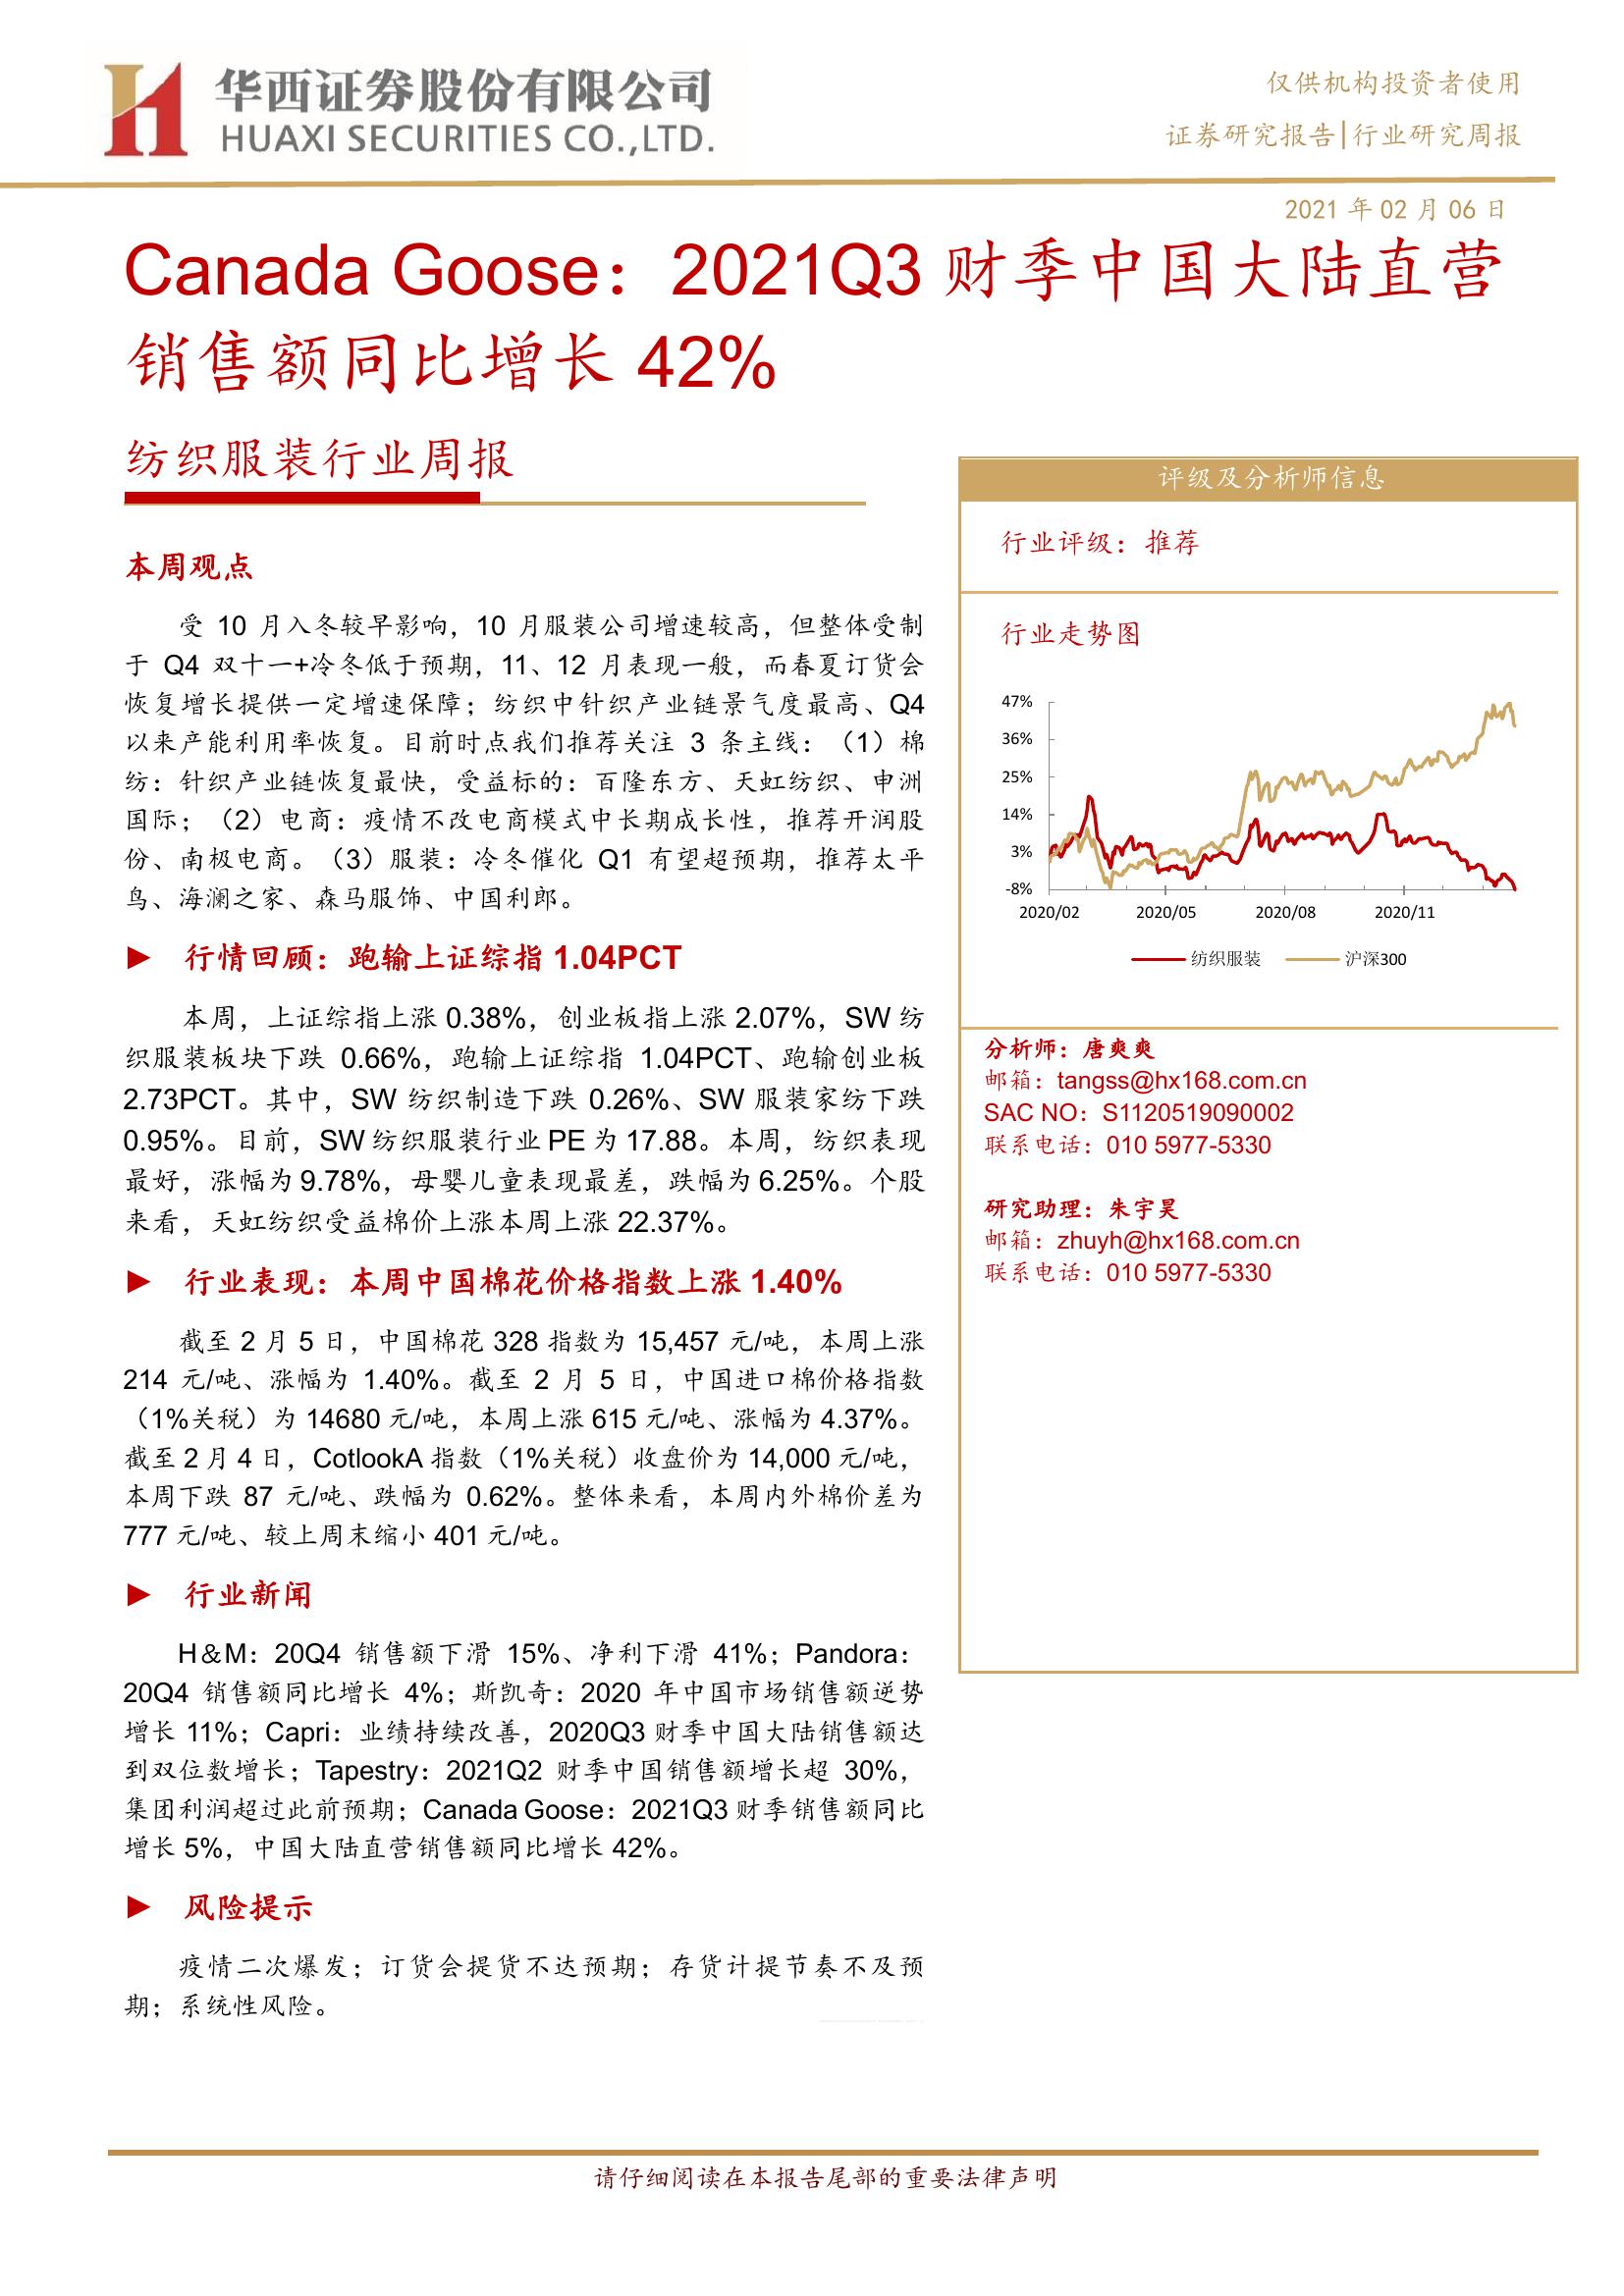 华西证券股份有限公司
HUAXI SECURITIES CO.,LTD.
仅供机构投资者使用
证券研究报告|行业研究周报
2021 年 02 月 06 日
Canada Goose：2021Q3 财季中国大陆直营
销售额同比增长 42%
纺织服装行业周报
本周观点
受 10 月入冬较早影响，10 月服装公司增速较高，但整体受制
于 Q4 双十一+冷冬低于预期，11、12 月表现一般，而春夏订货会
恢复增长提供一定增速保障；纺织中针织产业链景气度最高、Q4
以来产能利用率恢复。目前时点我们推荐关注 3 条主线：（1）棉
纺：针织产业链恢复最快，受益标的：百隆东方、天虹纺织、申洲
国际；（2）电商：疫情不改电商模式中长期成长性，推荐开润股
份、南极电商。（3）服装：冷冬催化 Q1 有望超预期，推荐太平
鸟、海澜之家、森马服饰、中国利郎。
► 行情回顾：跑输上证综指 1.04PCT
本周，上证综指上涨 0.38%，创业板指上涨 2.07%，SW 纺
织服装板块下跌 0.66%，跑输上证综指 1.04PCT、跑输创业板
2.73PCT。其中，SW 纺织制造下跌 0.26%、SW 服装家纺下跌
0.95%。目前，SW 纺织服装行业 PE 为 17.88。本周，纺织表现
最好，涨幅为 9.78%，母婴儿童表现最差，跌幅为 6.25%。个股
来看，天虹纺织受益棉价上涨本周上涨 22.37%。
► 行业表现：本周中国棉花价格指数上涨 1.40%
截至 2 月 5 日，中国棉花 328 指数为 15,457 元/吨，本周上涨
214 元/吨、涨幅为 1.40%。截至 2 月 5 日，中国进口棉价格指数
（1%关税）为 14680 元/吨，本周上涨 615 元/吨、涨幅为 4.37%。
截至 2 月 4 日，CotlookA 指数（1%关税）收盘价为 14,000 元/吨，
本周下跌 87 元/吨、跌幅为 0.62%。整体来看，本周内外棉价差为
777 元/吨、较上周末缩小 401 元/吨。
► 行业新闻
H＆M：20Q4 销售额下滑 15%、净利下滑 41%；Pandora：
20Q4 销售额同比增长 4%；斯凯奇：2020 年中国市场销售额逆势
增长 11%；Capri：业绩持续改善，2020Q3 财季中国大陆销售额达
到双位数增长；Tapestry：2021Q2 财季中国销售额增长超 30%，
集团利润超过此前预期；Canada Goose：2021Q3 财季销售额同比
增长 5%，中国大陆直营销售额同比增长 42%。
► 风险提示
疫情二次爆发；订货会提货不达预期；存货计提节奏不及预
期；系统性风险。
评级及分析师信息
行业评级：推荐
行业走势图
47%
36%
25%
14%
3%
-8%
2020/02 2020/05 2020/08 2020/11
纺织服装 沪深300
分析师：唐爽爽
邮箱：tangss@hx168.com.cn
SAC NO：S1120519090002
联系电话：010 5977-5330
研究助理：朱宇昊
邮箱：zhuyh@hx168.com.cn
联系电话：010 5977-5330
请仔细阅读在本报告尾部的重要法律声明